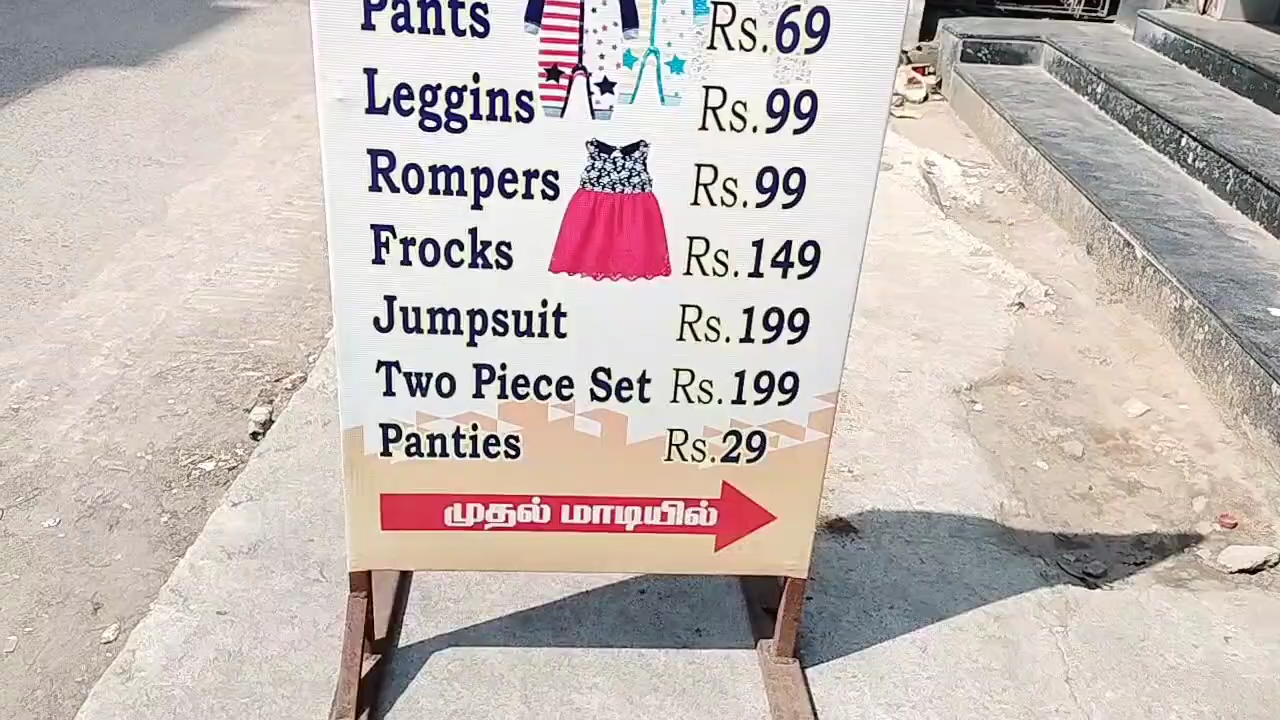 Pants Rs.69
Leggins Rs.99
Rompers Rs.99
Frocks Rs.149
Jumpsuit Rs.199
Two Piece Set Rs.199
Panties Rs.29
முதல் மாடியில்